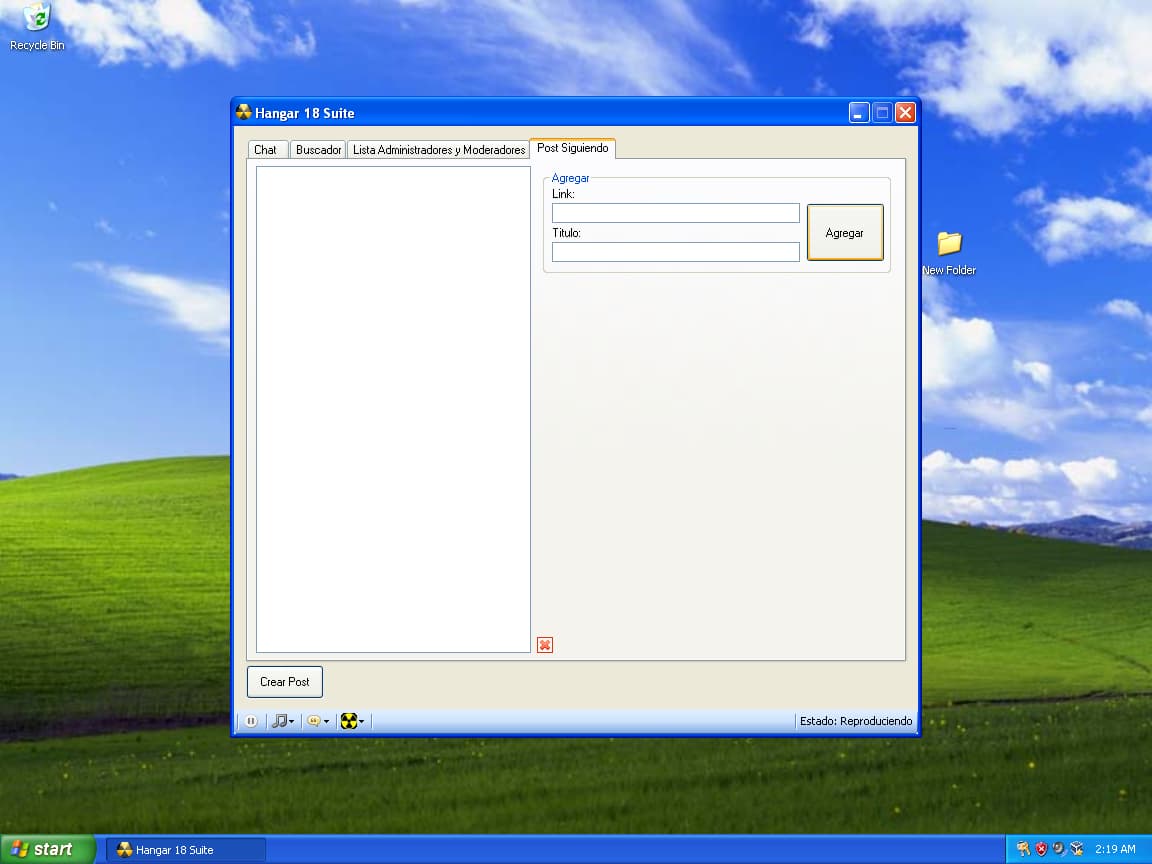 Recycle Bin
Hangar 18 Suite
Chat
Buscador
Lista Administradores y Moderadores
Post Siguiendo
Agregar
Link:
Titulo:
Agregar
New Folder
Crear Post
Estado: Reproduciendo
start
Hangar 18 Suite
2:19 AM